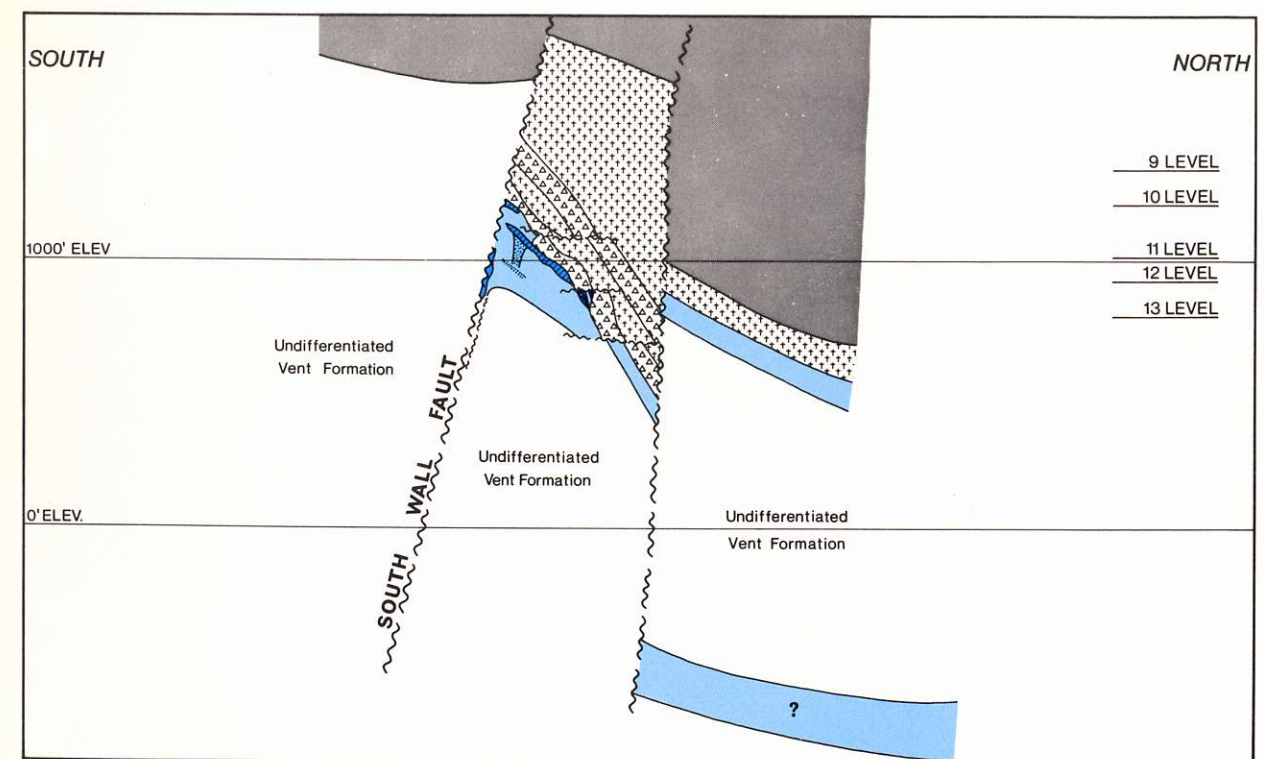 SOUTH
NORTH
9 LEVEL
10 LEVEL
1000' ELEV
11 LEVEL
12 LEVEL
13 LEVEL
Undifferentiated
Vent Formation
SOUTH WALL FAULT
Undifferentiated
Vent Formation
0' ELEV.
Undifferentiated
Vent Formation
?